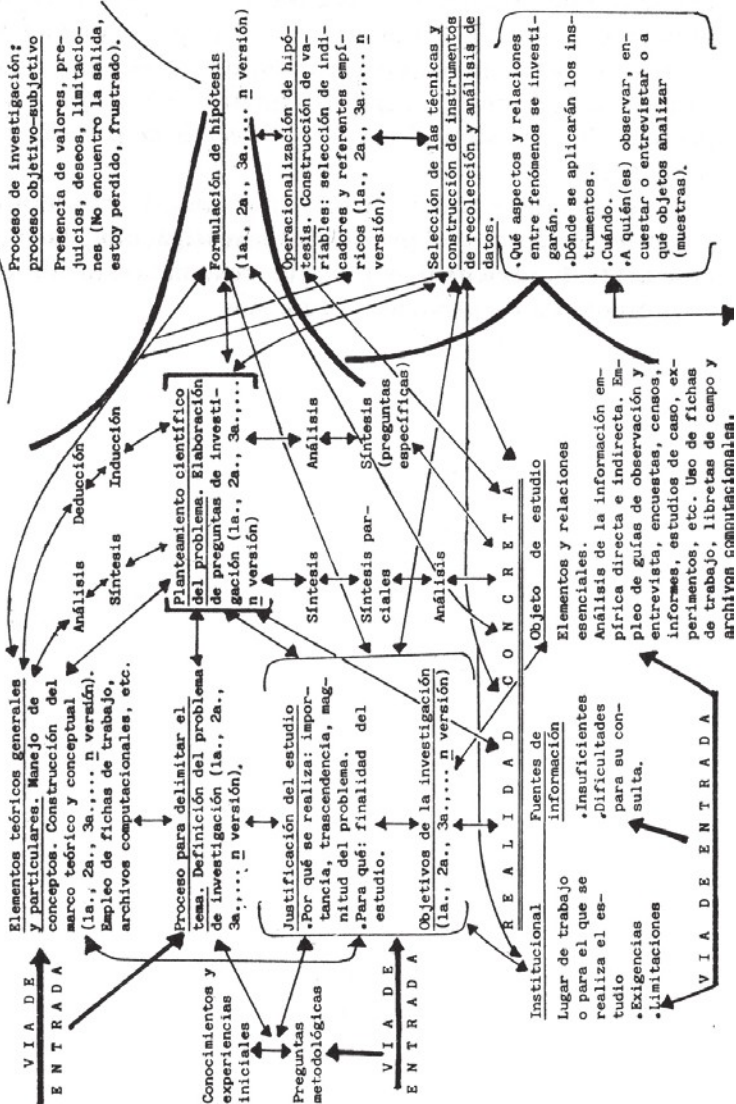 VIA DE
ENTRADA
Elementos teóricos generales
y particulares. Manejo de
conceptos. Construcción del
marco teórico y conceptual
(1a., 2a., 3a.,... n versión).
Empleo de fichas de trabajo,
archivos computacionales, etc.
Análisis
Síntesis
Deducción
Inducción
Proceso de investigación:
proceso objetivo-subjetivo
Presencia de valores, pre-
juicios, deseos, limitacio-
nes (No encuentro la salida,
estoy perdido, frustrado).
Conocimientos y
experiencias
iniciales
Preguntas
metodológicas
VIA DE
ENTRADA
Proceso para delimitar el
tema. Definición del problema
de investigación (1a., 2a.,
3a.,... n versión).
Planteamiento científico
del problema. Elaboración
de preguntas de investi-
gación (1a., 2a., 3a.,...
n versión)
Formulación de hipótesis
(1a., 2a., 3a.,... n versión)
Justificación del estudio
.Por qué se realiza: impor-
tancia, trascendencia, mag-
nitud del problema.
.Para qué: finalidad del
estudio.
Objetivos de la investigación
(1a., 2a., 3a.,... n versión)
Síntesis
Síntesis par-
ciales
Análisis
Análisis
Síntesis
(preguntas
específicas)
Operacionalización de hipó-
tesis. Construcción de va-
riables: selección de indi-
cadores y referentes empí-
ricos (1a., 2a., 3a.,... n
versión).
Selección de las técnicas y
construcción de instrumentos
de recolección y análisis de
datos.
.Qué aspectos y relaciones
entre fenómenos se investi-
garán.
.Dónde se aplicarán los ins-
trumentos.
.Cuándo.
.A quién(es) observar, en-
cuestar o entrevistar o a
qué objetos analizar
(muestras).
REALIDAD CONCRETA
Institucional
Lugar de trabajo
o para el que se
realiza el es-
tudio
.Exigencias
.Limitaciones
Fuentes de
información
.Insuficientes
.Dificultades
para su con-
sulta.
Objeto de estudio
Elementos y relaciones
esenciales.
Análisis de la información em-
pírica directa e indirecta. Em-
pleo de guías de observación y
entrevista, encuestas, censos,
informes, estudios de caso, ex-
perimentos, etc. Uso de fichas
de trabajo, libretas de campo y
archivos computacionales.
VIA DE ENTRADA